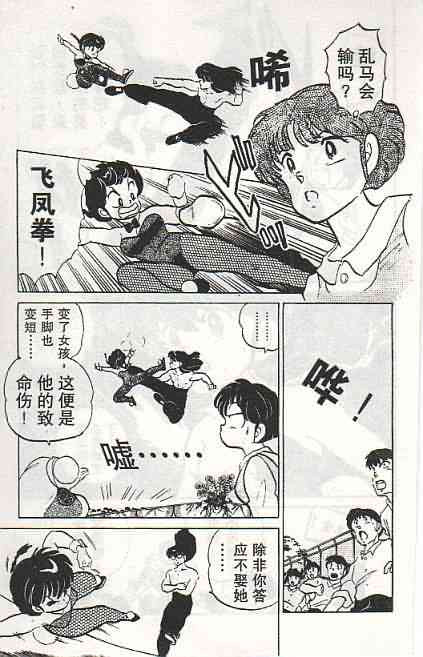 乱马会
输吗?
唏
飞凤拳!
哗!
…………
…………
变了女孩,
手脚也
变短……
这便是
他的致
命伤!
嘘……
除非你答
应不娶她